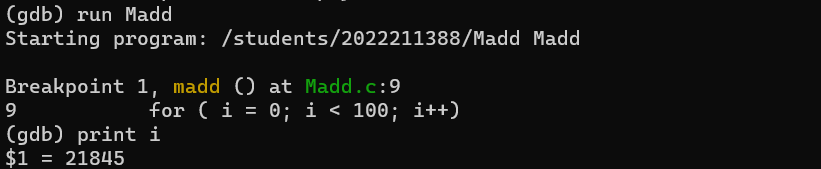 (gdb) run Madd
Starting program: /students/2022211388/Madd Madd
Breakpoint 1, madd () at Madd.c:9
9           for ( i = 0; i < 100; i++)
(gdb) print i
$1 = 21845